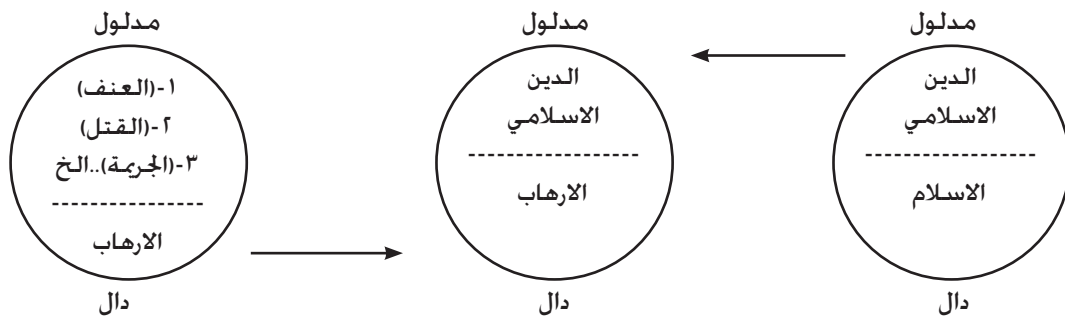 مدلول
الدين
الاسلامي
الاسلام
دال
مدلول
الدين
الاسلامي
الارهاب
دال
مدلول
١-(العنف)
٢-(القتل)
٣-(الجريمة)..الخ
الارهاب
دال